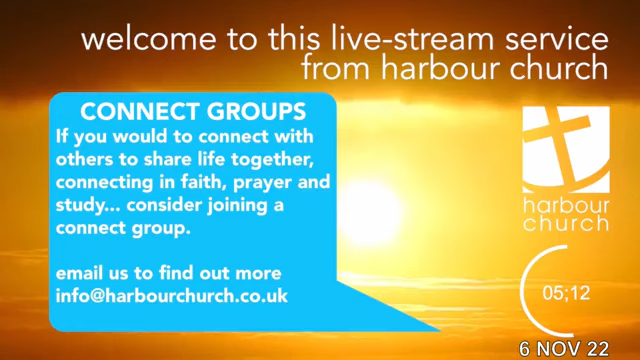 welcome to this live-stream service
from harbour church
CONNECT GROUPS
If you would to connect with
others to share life together,
connecting in faith, prayer and
study... consider joining a
connect group.
email us to find out more
info@harbourchurch.co.uk
harbour
church
05;12
6 NOV 22